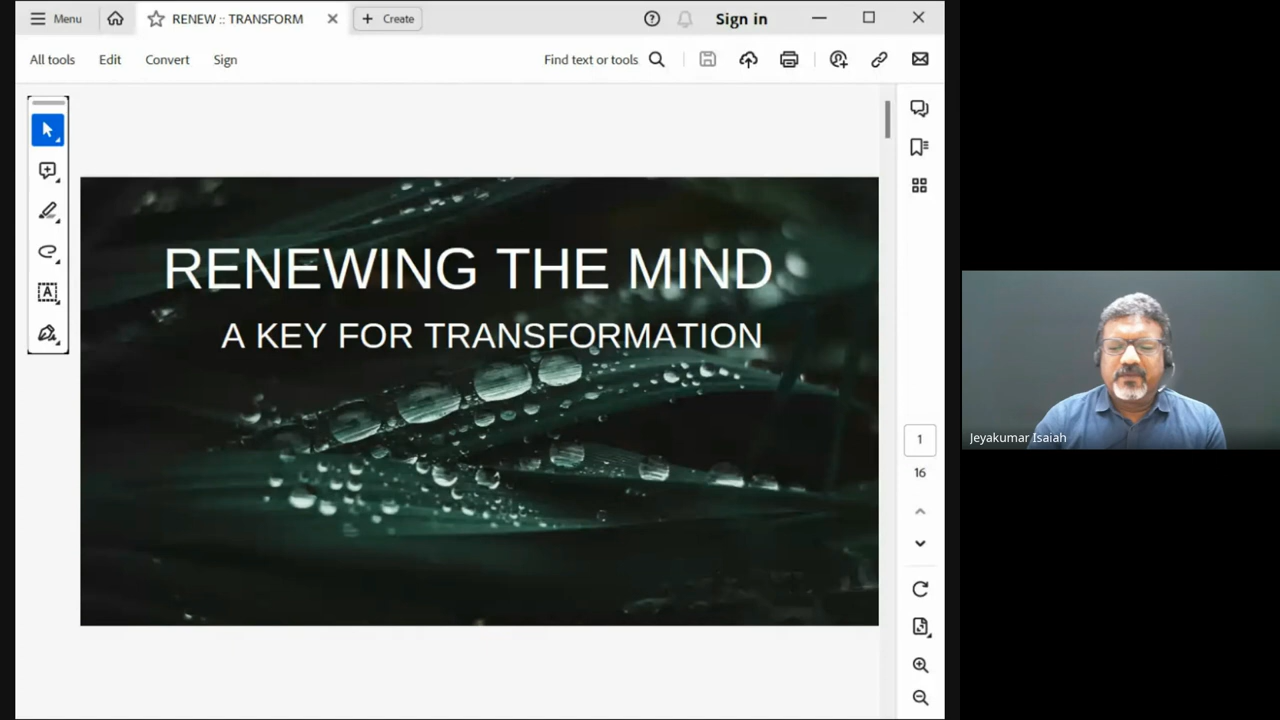 Menu
RENEW :: TRANSFORM
Create
Sign in
All tools
Edit
Convert
Sign
Find text or tools
RENEWING THE MIND
A KEY FOR TRANSFORMATION
1
16
Jeyakumar Isaiah